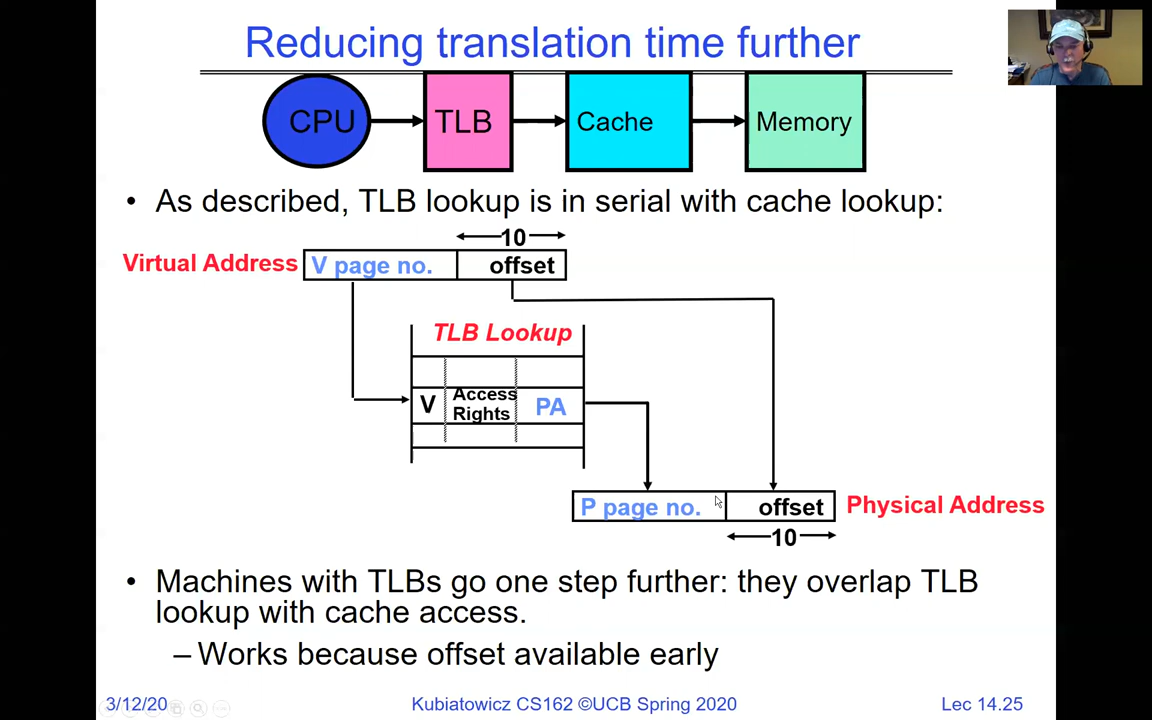 Reducing translation time further
CPU
TLB
Cache
Memory
• As described, TLB lookup is in serial with cache lookup:
10
Virtual Address
V page no.
offset
TLB Lookup
V
Access
Rights
PA
P page no.
offset
Physical Address
10
• Machines with TLBs go one step further: they overlap TLB
lookup with cache access.
– Works because offset available early
3/12/20
Kubiatowicz CS162 ©UCB Spring 2020
Lec 14.25